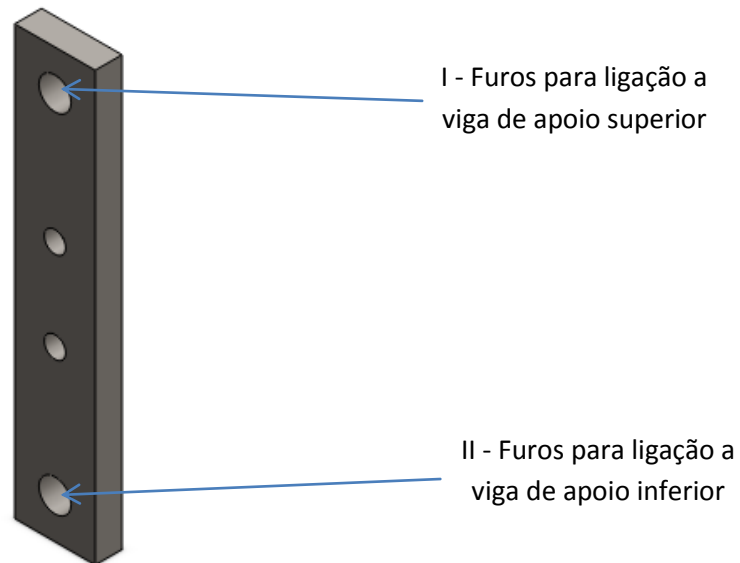 I - Furos para ligação a
viga de apoio superior
II - Furos para ligação a
viga de apoio inferior